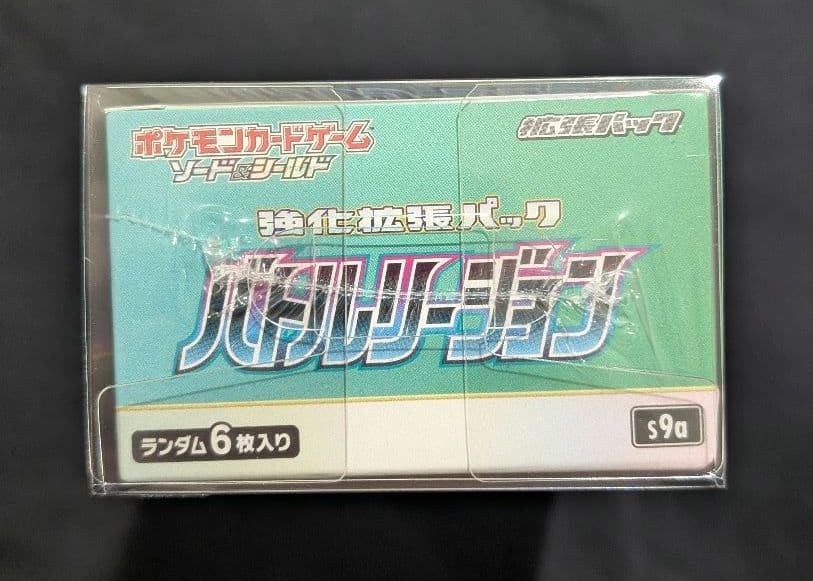 ポケモンカードゲーム
ソード&シールド
拡張パック
強化拡張パック
バトルリージョン
ランダム6枚入り
s9a